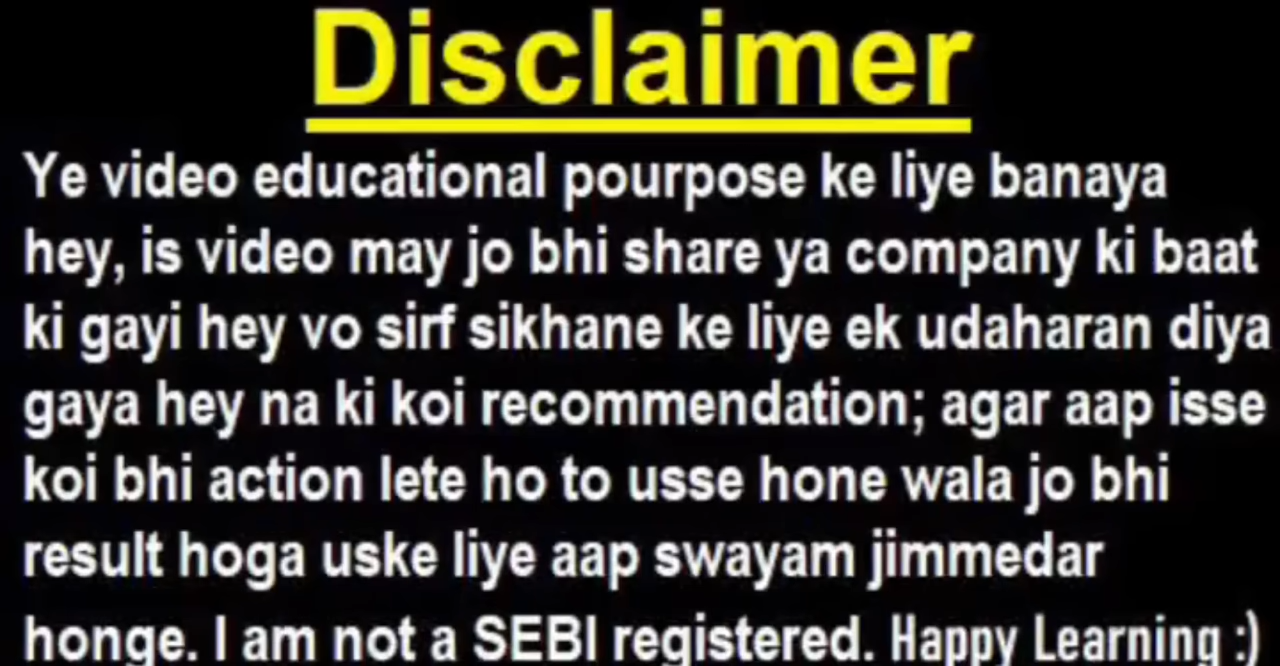 Disclaimer
Ye video educational pourpose ke liye banaya
hey, is video may jo bhi share ya company ki baat
ki gayi hey vo sirf sikhane ke liye ek udaharan diya
gaya hey na ki koi recommendation; agar aap isse
koi bhi action lete ho to usse hone wala jo bhi
result hoga uske liye aap swayam jimmedar
honge. I am not a SEBI registered. Happy Learning :)